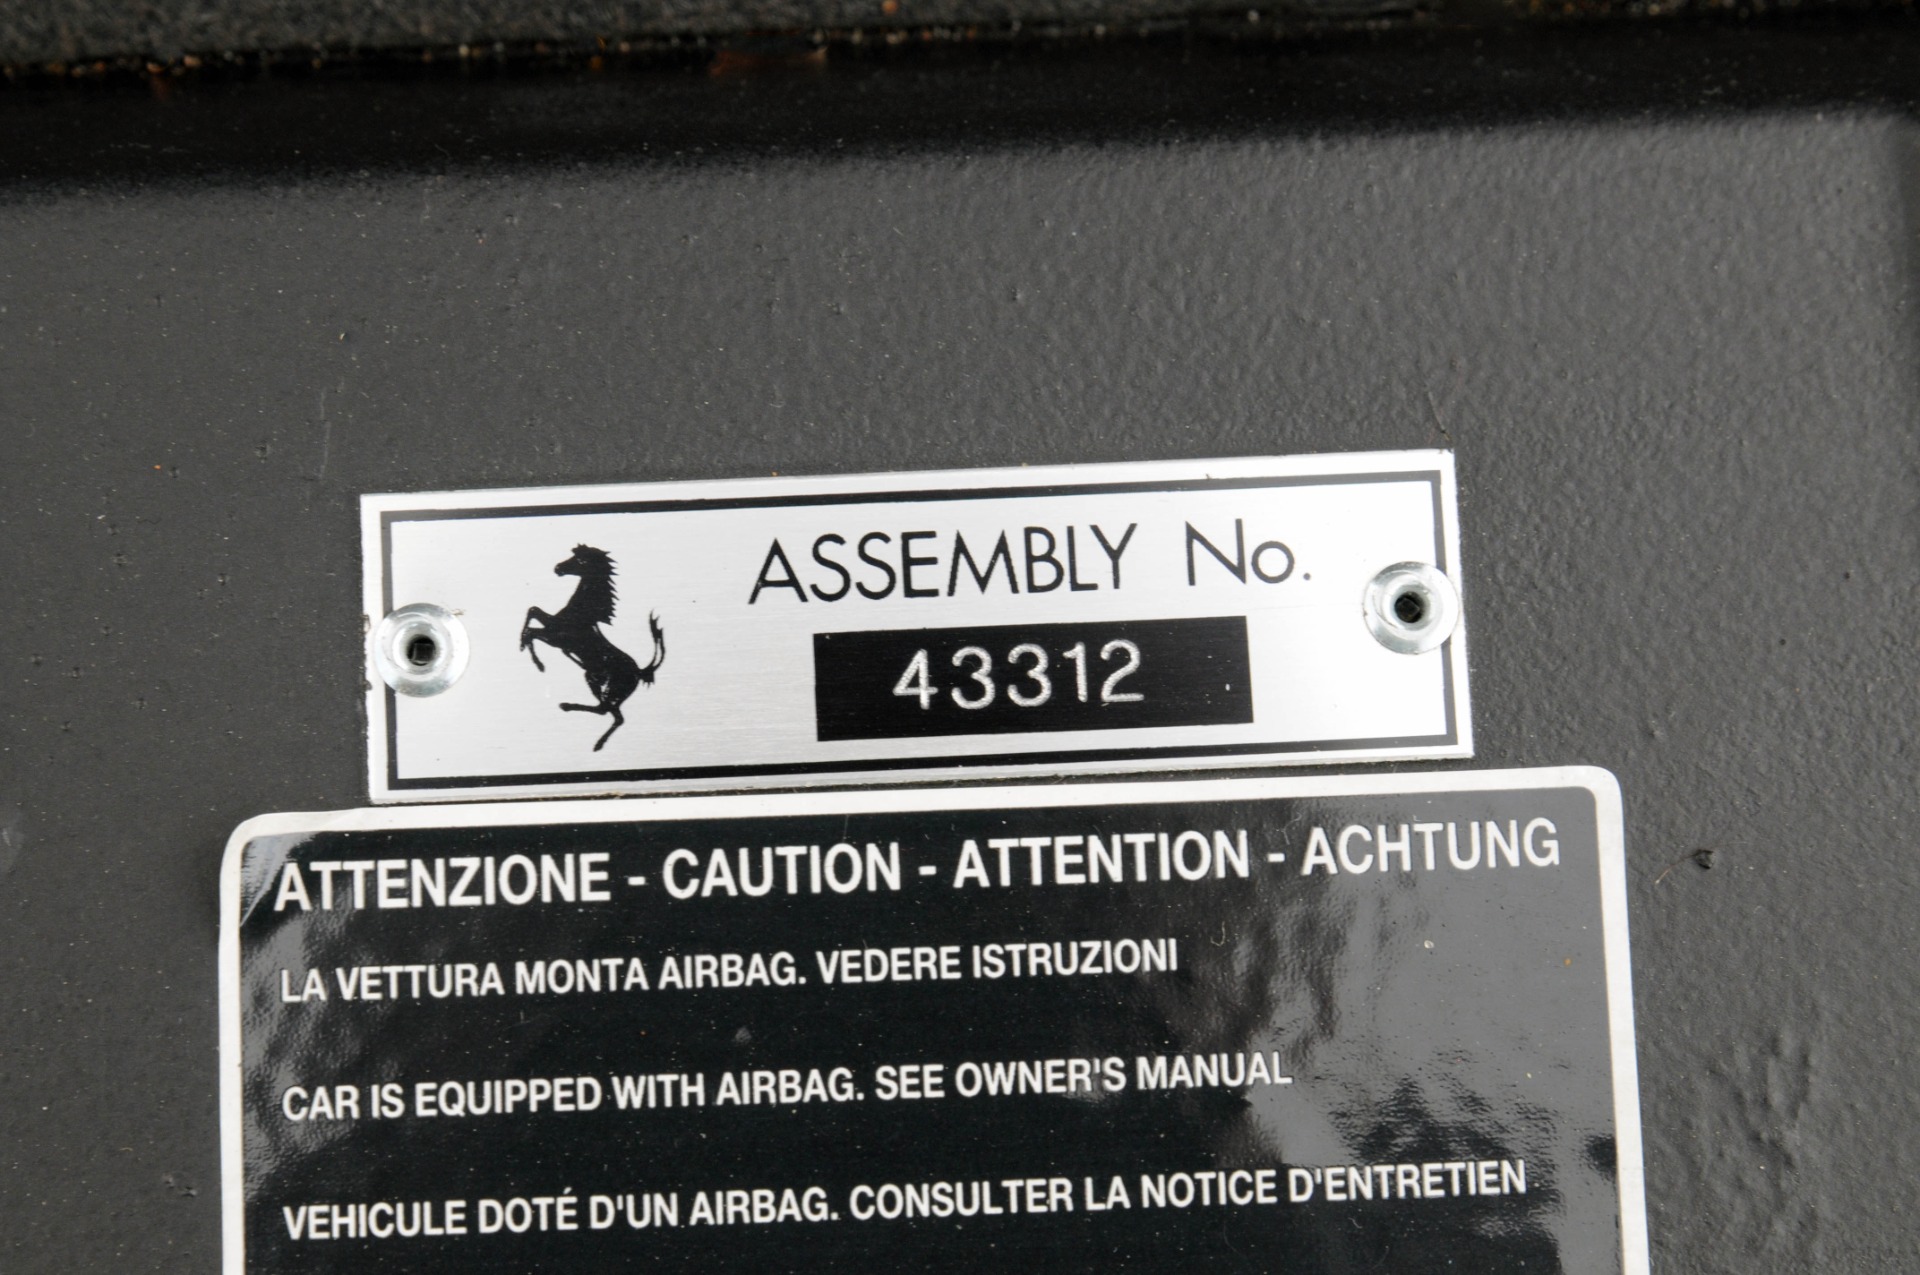 ASSEMBLY No.
43312
ATTENZIONE - CAUTION - ATTENTION - ACHTUNG
LA VETTURA MONTA AIRBAG. VEDERE ISTRUZIONI
CAR IS EQUIPPED WITH AIRBAG. SEE OWNER'S MANUAL
VEHICULE DOTÉ D'UN AIRBAG. CONSULTER LA NOTICE D'ENTRETIEN